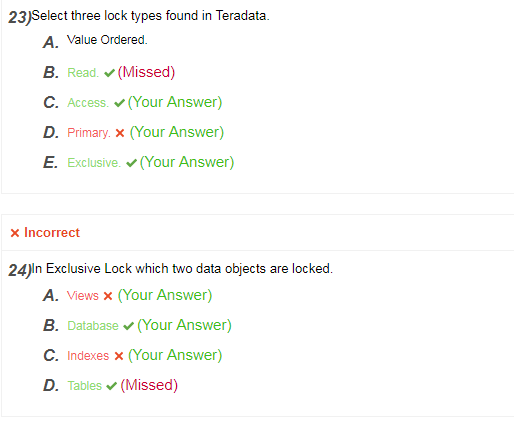 23)Select three lock types found in Teradata.
A. Value Ordered.
B. Read. ✔ (Missed)
C. Access. ✔ (Your Answer)
D. Primary. ✖ (Your Answer)
E. Exclusive. ✔ (Your Answer)
✖ Incorrect
24)In Exclusive Lock which two data objects are locked.
A. Views ✖ (Your Answer)
B. Database ✔ (Your Answer)
C. Indexes ✖ (Your Answer)
D. Tables ✔ (Missed)